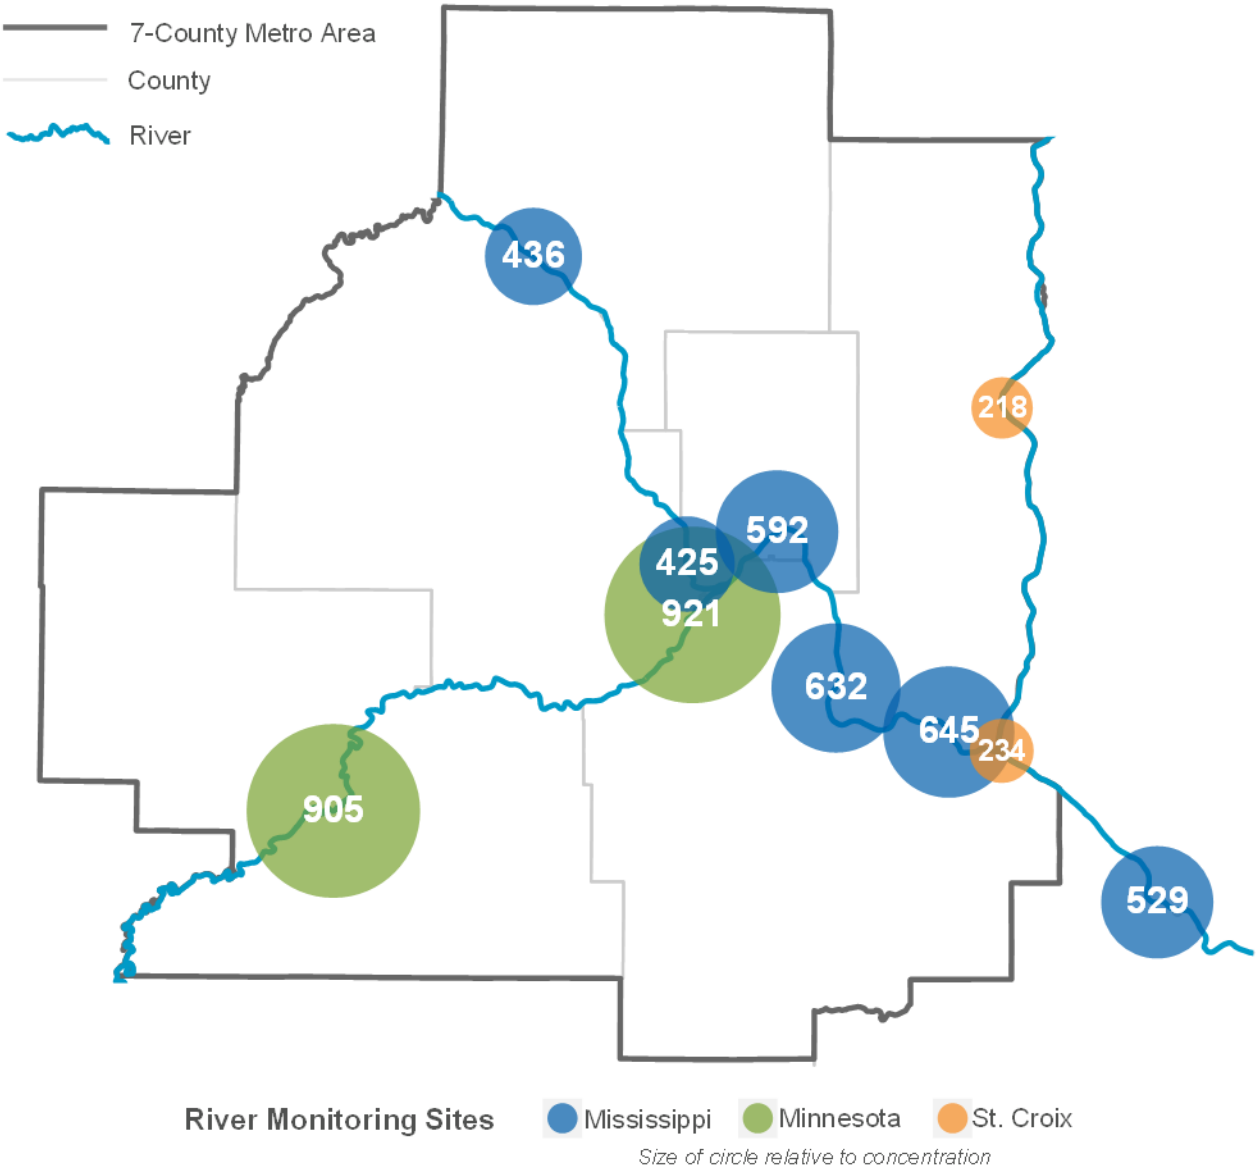 7-County Metro Area
County
River
436
218
592
425
921
632
645
234
905
529
River Monitoring Sites Mississippi Minnesota St. Croix
Size of circle relative to concentration